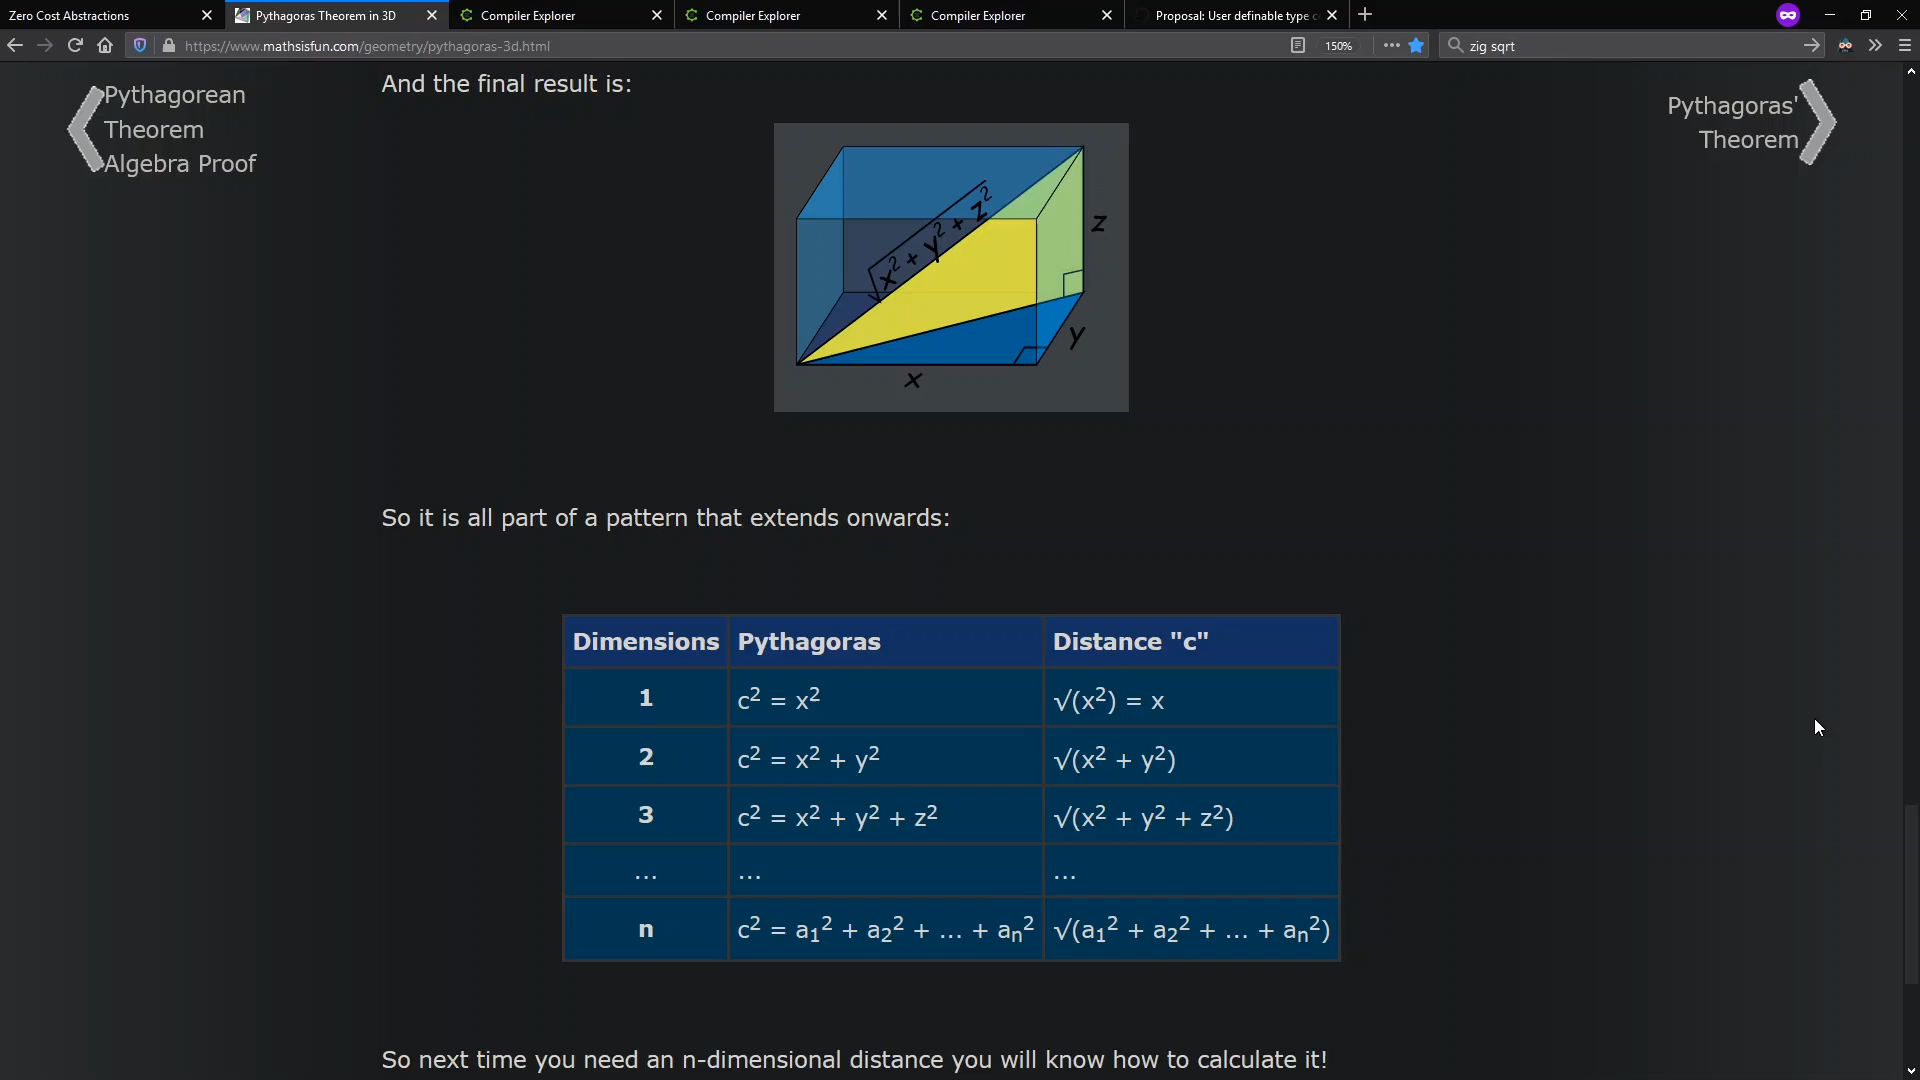 Zero Cost Abstractions
Pythagoras Theorem in 3D
Compiler Explorer
Compiler Explorer
Compiler Explorer
Proposal: User definable type
https://www.mathsisfun.com/geometry/pythagoras-3d.html
150%
zig sqrt
And the final result is:
Pythagorean
Theorem
Algebra Proof
Pythagoras'
Theorem
√x² + y² + z²
z
y
x
So it is all part of a pattern that extends onwards:
Dimensions Pythagoras Distance "c"
1 c² = x² √(x²) = x
2 c² = x² + y² √(x² + y²)
3 c² = x² + y² + z² √(x² + y² + z²)
... ... ...
n c² = a₁² + a₂² + ... + aₙ² √(a₁² + a₂² + ... + aₙ²)
So next time you need an n-dimensional distance you will know how to calculate it!